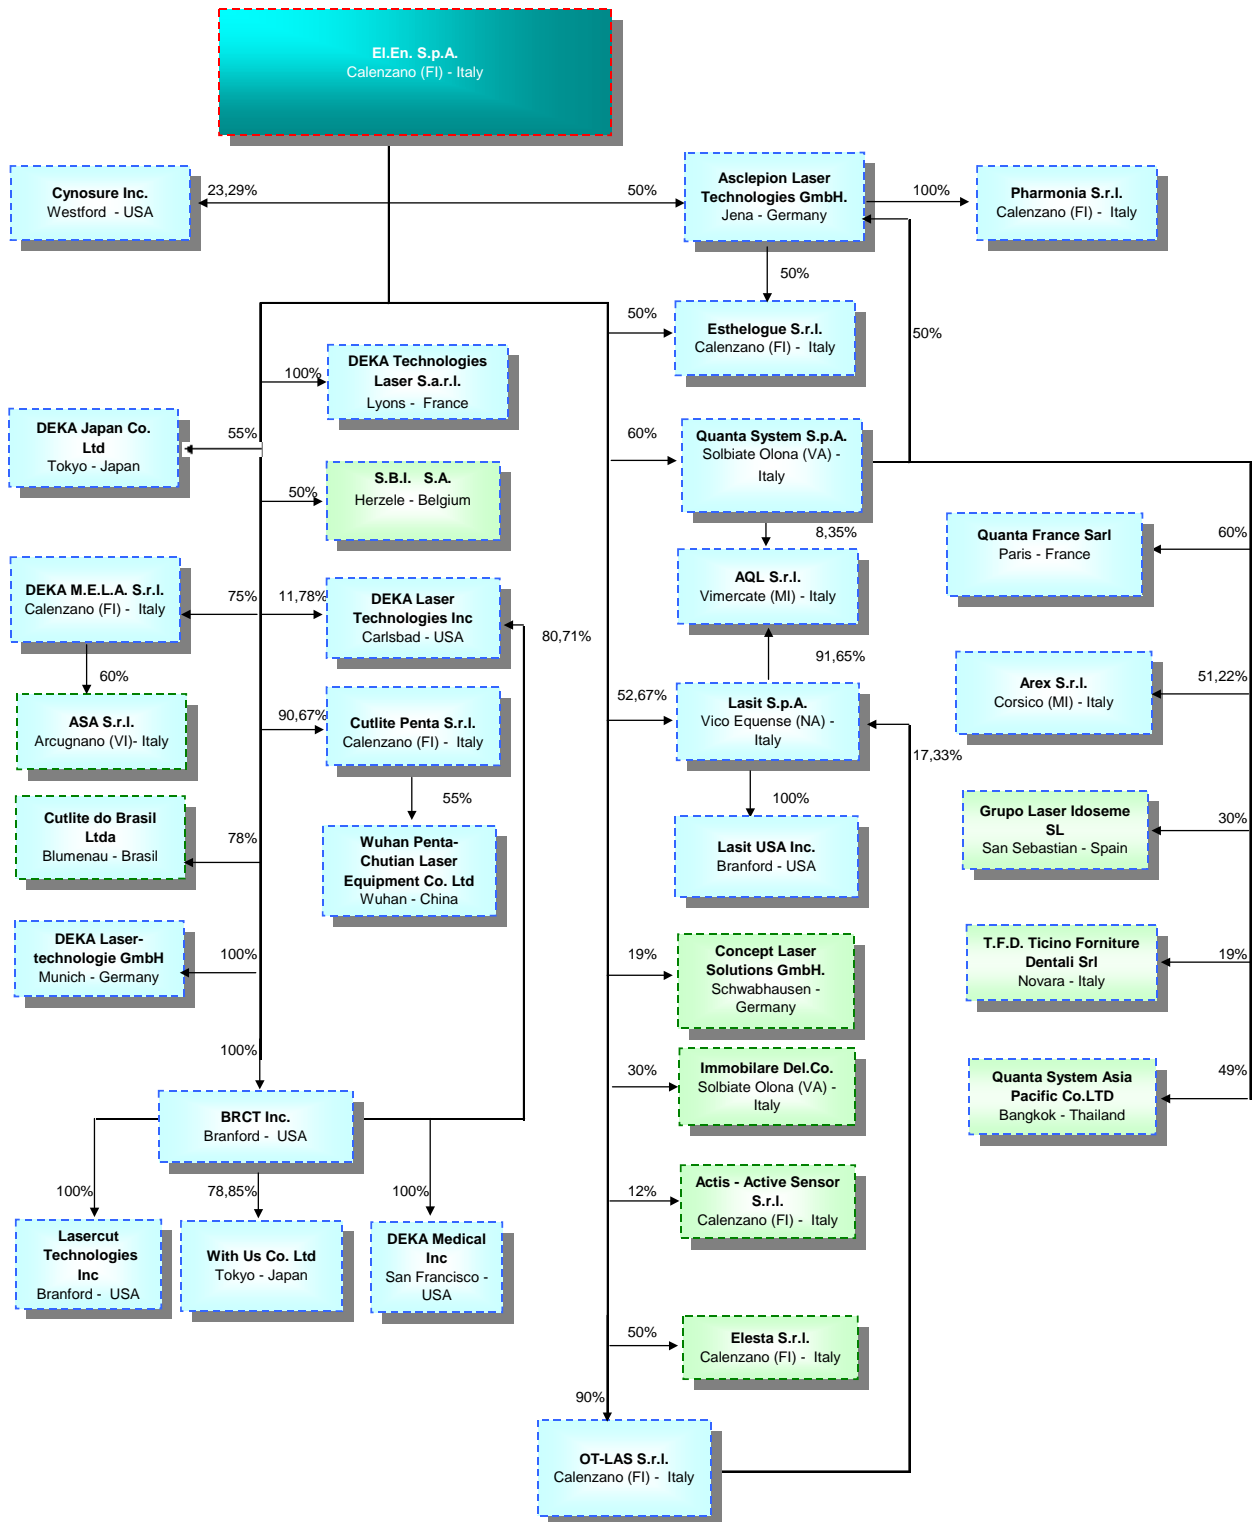 El.En. S.p.A.
Calenzano (FI) - Italy
Cynosure Inc.
Westford - USA
23,29%
50%
Asclepion Laser
Technologies GmbH.
Jena - Germany
100%
Pharmonia S.r.l.
Calenzano (FI) - Italy
50%
50%
Esthelogue S.r.l.
Calenzano (FI) - Italy
50%
100%
DEKA Technologies
Laser S.a.r.l.
Lyons - France
DEKA Japan Co.
Ltd
Tokyo - Japan
55%
60%
Quanta System S.p.A.
Solbiate Olona (VA) -
Italy
50%
S.B.I. S.A.
Herzele - Belgium
8,35%
Quanta France Sarl
Paris - France
60%
DEKA M.E.L.A. S.r.l.
Calenzano (FI) - Italy
75%
11,78%
DEKA Laser
Technologies Inc
Carlsbad - USA
80,71%
AQL S.r.l.
Vimercate (MI) - Italy
91,65%
60%
ASA S.r.l.
Arcugnano (VI)- Italy
90,67%
Cutlite Penta S.r.l.
Calenzano (FI) - Italy
52,67%
Lasit S.p.A.
Vico Equense (NA) -
Italy
17,33%
Arex S.r.l.
Corsico (MI) - Italy
51,22%
55%
100%
Cutlite do Brasil
Ltda
Blumenau - Brasil
78%
Wuhan Penta-
Chutian Laser
Equipment Co. Ltd
Wuhan - China
Lasit USA Inc.
Branford - USA
Grupo Laser Idoseme
SL
San Sebastian - Spain
30%
DEKA Laser-
technologie GmbH
Munich - Germany
100%
19%
Concept Laser
Solutions GmbH.
Schwabhausen -
Germany
T.F.D. Ticino Forniture
Dentali Srl
Novara - Italy
19%
100%
30%
Immobilare Del.Co.
Solbiate Olona (VA) -
Italy
Quanta System Asia
Pacific Co.LTD
Bangkok - Thailand
49%
BRCT Inc.
Branford - USA
100%
78,85%
100%
12%
Actis - Active Sensor
S.r.l.
Calenzano (FI) - Italy
Lasercut
Technologies
Inc
Branford - USA
With Us Co. Ltd
Tokyo - Japan
DEKA Medical
Inc
San Francisco -
USA
50%
Elesta S.r.l.
Calenzano (FI) - Italy
90%
OT-LAS S.r.l.
Calenzano (FI) - Italy